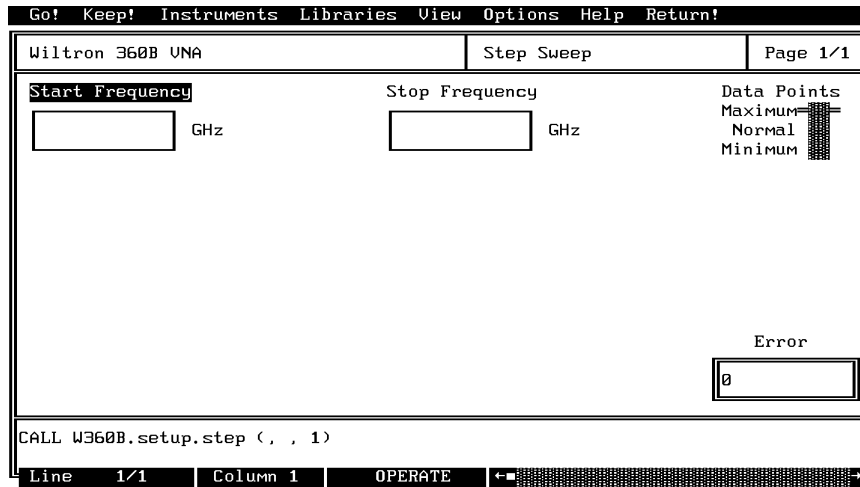 Go! Keep! Instruments Libraries View Options Help Return!
Wiltron 360B VNA Step Sweep Page 1/1
Start Frequency Stop Frequency Data Points
Maximum
GHz GHz Normal
Minimum
Error
0
CALL W360B.setup.step (, , 1)
Line 1/1 Column 1 OPERATE